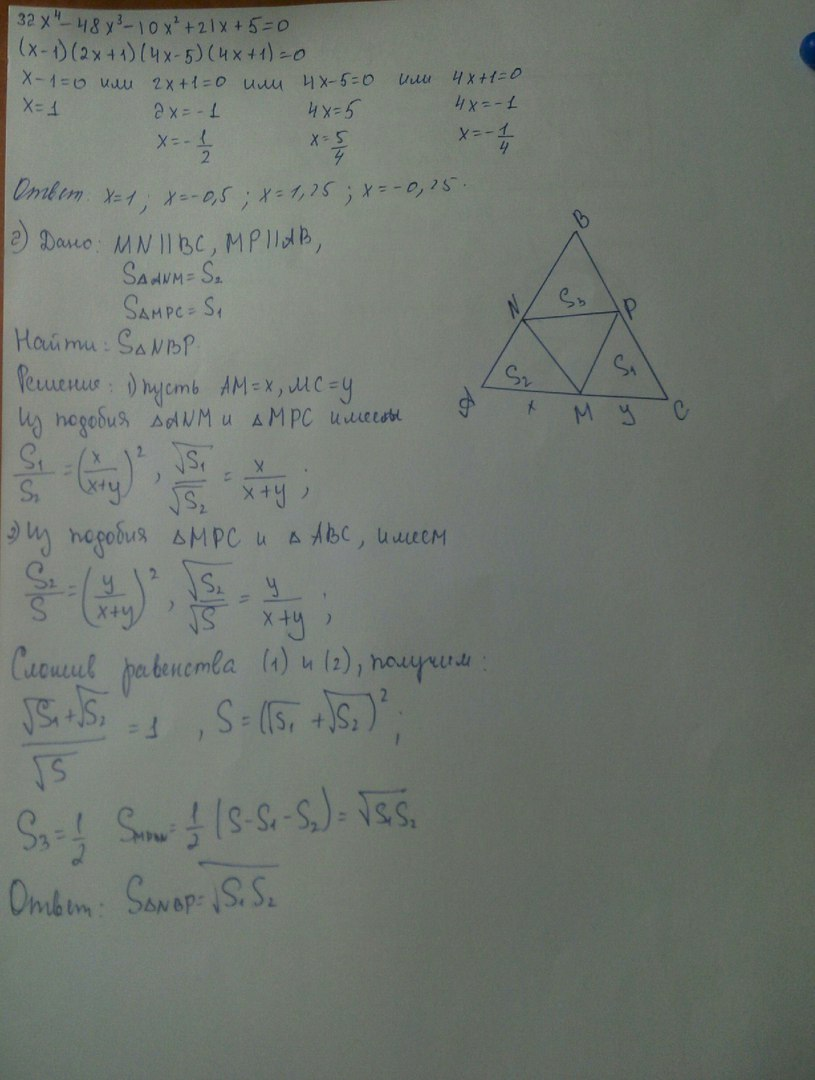 32x⁴-48x³-10x²+21x+5=0
(x-1)(2x+1)(4x-5)(4x+1)=0
x-1=0 или 2x+1=0 или 4x-5=0 или 4x+1=0
x=1 2x=-1 4x=5 4x=-1
x=-1/2 x=5/4 x=-1/4
Ответ: x=1; x=-0,5; x=1,25; x=-0,25.
2) Дано: MN||BC, MP||AB,
S△ANM=S₂
S△MPC=S₁
Найти: S△NBP
Решение: 1) пусть AM=x, MC=y
Из подобия △ANM и △MPC имеем
S₁/S₂=(x/(x+y))², √S₁/√S₂=x/(x+y);
2) Из подобия △MPC и △ABC, имеем
S₂/S=(y/(x+y))², √S₂/√S=y/(x+y);
Сложив равенства (1) и (2), получим:
(√S₁+√S₂)/√S=1, S=(√S₁+√S₂)²;
S₃=1/2 S =1/2(S-S₁-S₂)=√S₁S₂
Ответ: S△NBP=√S₁S₂
B
N S₃ P
S₂ S₁
A x M y C